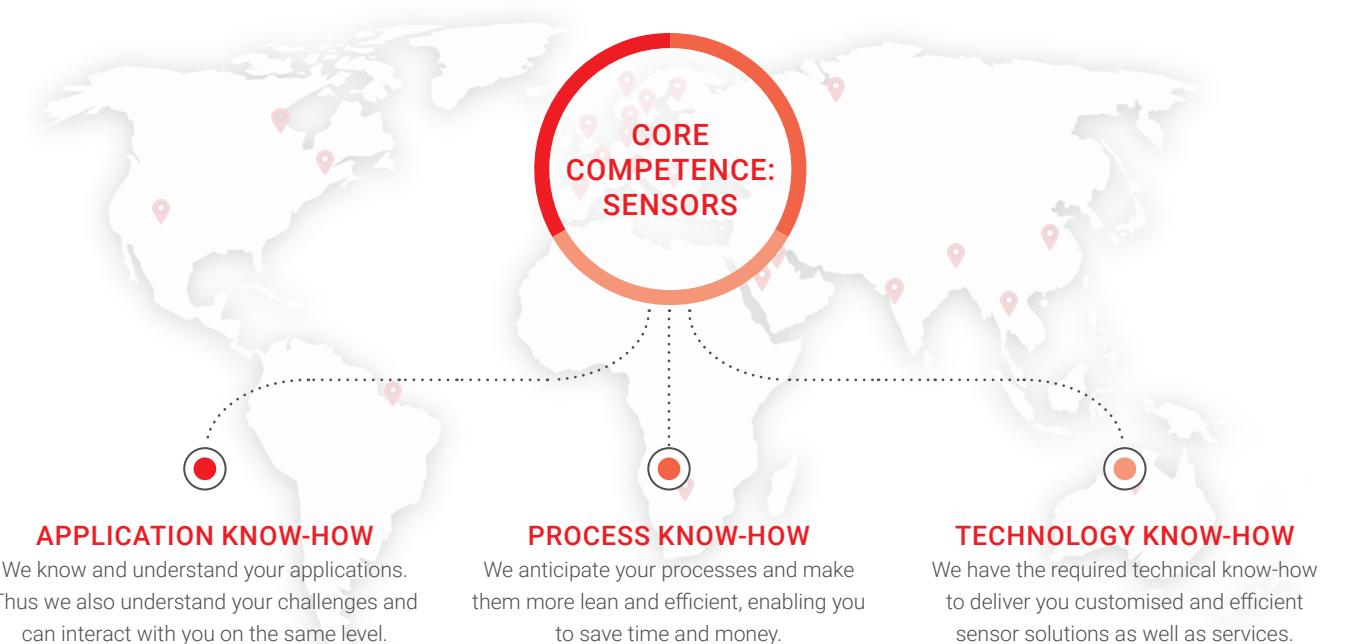 CORE
COMPETENCE:
SENSORS
APPLICATION KNOW-HOW
We know and understand your applications.
Thus we also understand your challenges and
can interact with you on the same level.
PROCESS KNOW-HOW
We anticipate your processes and make
them more lean and efficient, enabling you
to save time and money.
TECHNOLOGY KNOW-HOW
We have the required technical know-how
to deliver you customised and efficient
sensor solutions as well as services.